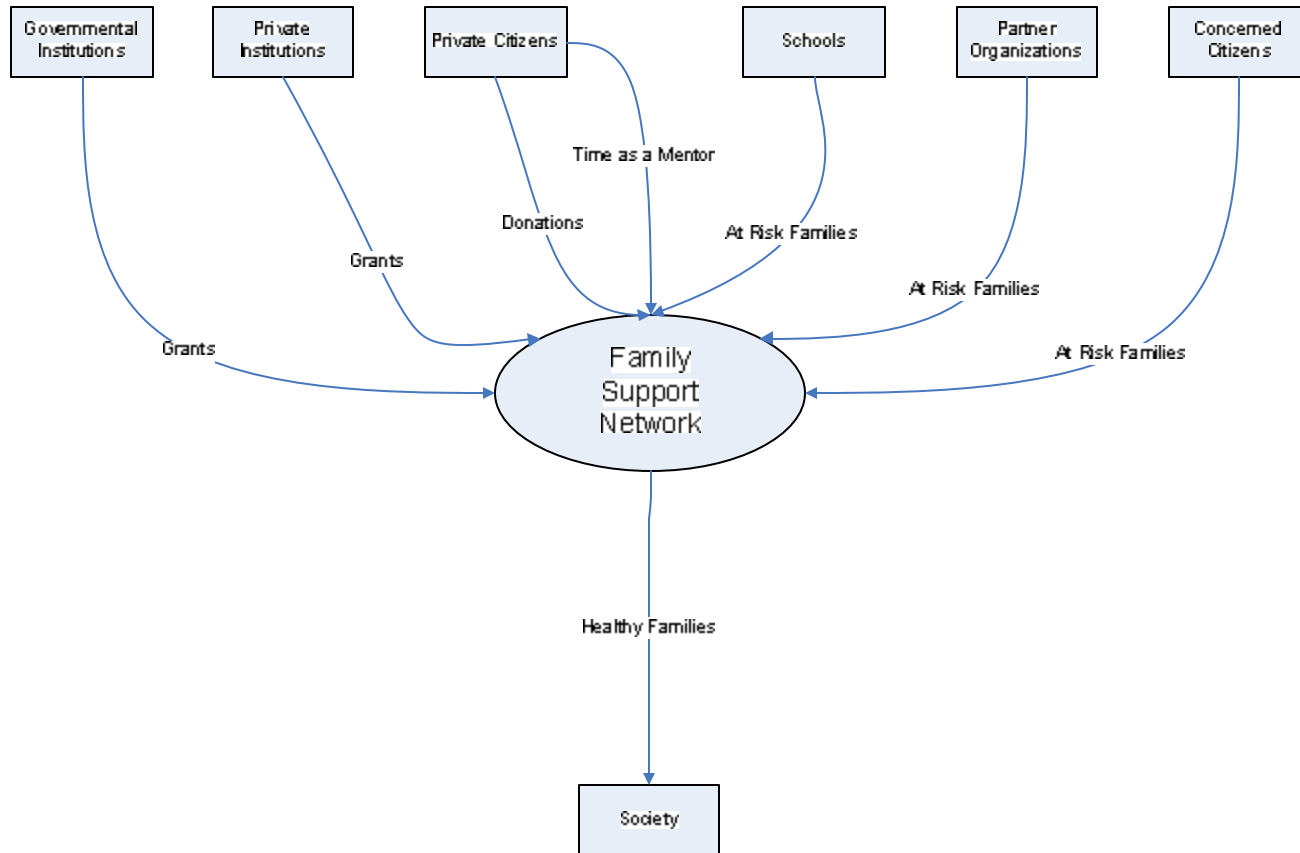 Governmental
Institutions
Private
Institutions
Private Citizens
Schools
Partner
Organizations
Concerned
Citizens
Time as a Mentor
Donations
At Risk Families
Grants
At Risk Families
Grants
At Risk Families
Family
Support
Network
Healthy Families
Society